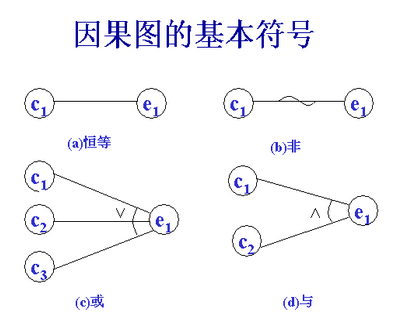 因果图的基本符号
c1 e1
(a)恒等
c1 e1
(b)非
c1
c2
c3
∨
e1
(c)或
c1
c2
∧
e1
(d)与